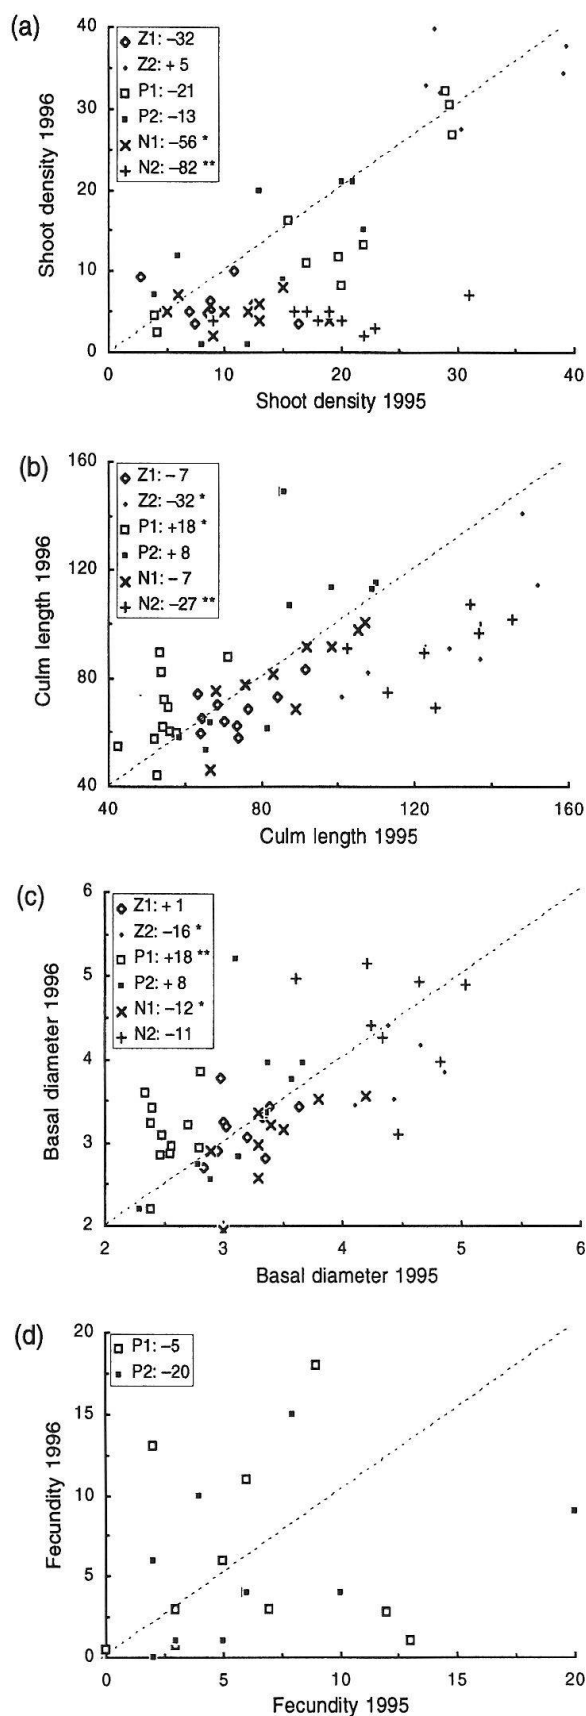 (a)
40
Z1: –32
Z2: + 5
P1: –21
P2: –13
N1: –56 *
N2: –82 **
30
20
10
0
Shoot density 1996
0 10 20 30 40
Shoot density 1995
(b)
160
Z1: – 7
Z2: –32 *
P1: +18 *
P2: + 8
N1: – 7
N2: –27 **
120
80
40
Culm length 1996
40 80 120 160
Culm length 1995
(c)
6
Z1: + 1
Z2: –16 *
P1: +18 **
P2: + 8
N1: –12 *
N2: –11
5
4
3
2
Basal diameter 1996
2 3 4 5 6
Basal diameter 1995
(d)
20
P1: –5
P2: –20
15
10
5
0
Fecundity 1996
0 5 10 15 20
Fecundity 1995